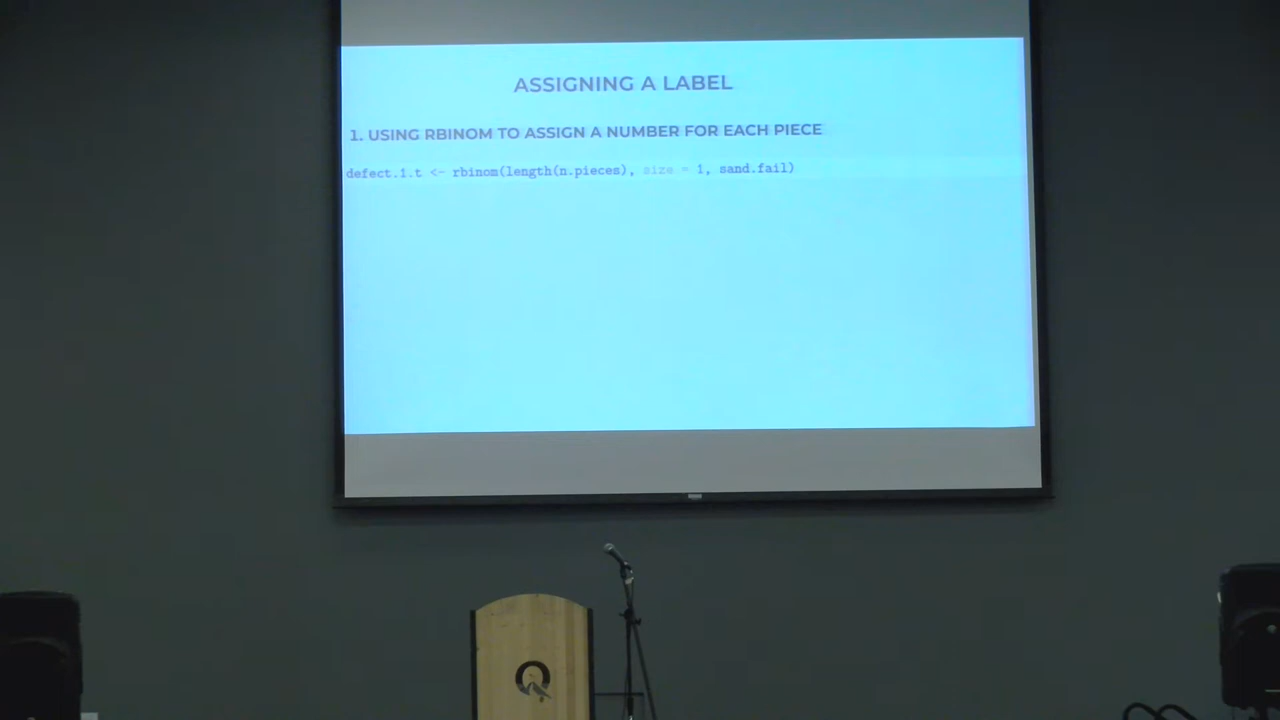 ASSIGNING A LABEL
1. USING RBINOM TO ASSIGN A NUMBER FOR EACH PIECE
defect.1.t <- rbinom(length(n.pieces), size = 1, sand.fail)
Q